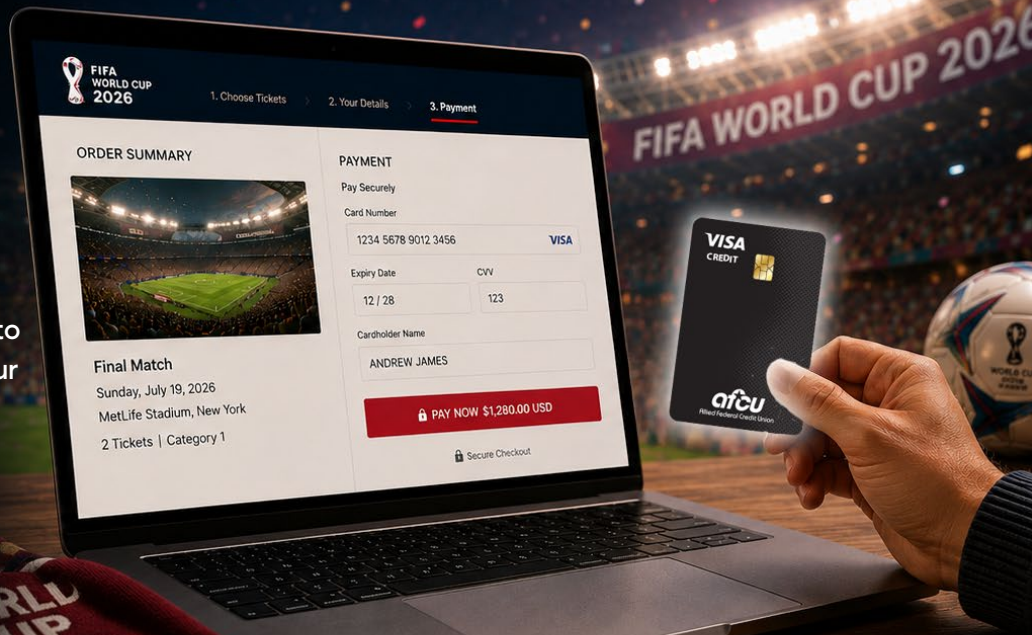 FIFA
WORLD CUP
2026
1. Choose Tickets
2. Your Details
3. Payment
ORDER SUMMARY
Final Match
Sunday, July 19, 2026
MetLife Stadium, New York
2 Tickets | Category 1
PAYMENT
Pay Securely
Card Number
1234 5678 9012 3456
VISA
Expiry Date
CVV
12 / 28
123
Cardholder Name
ANDREW JAMES
PAY NOW $1,280.00 USD
Secure Checkout
FIFA WORLD CUP 2026
VISA
CREDIT
afcu
Allied Federal Credit Union
to
ur
WORLD CUP